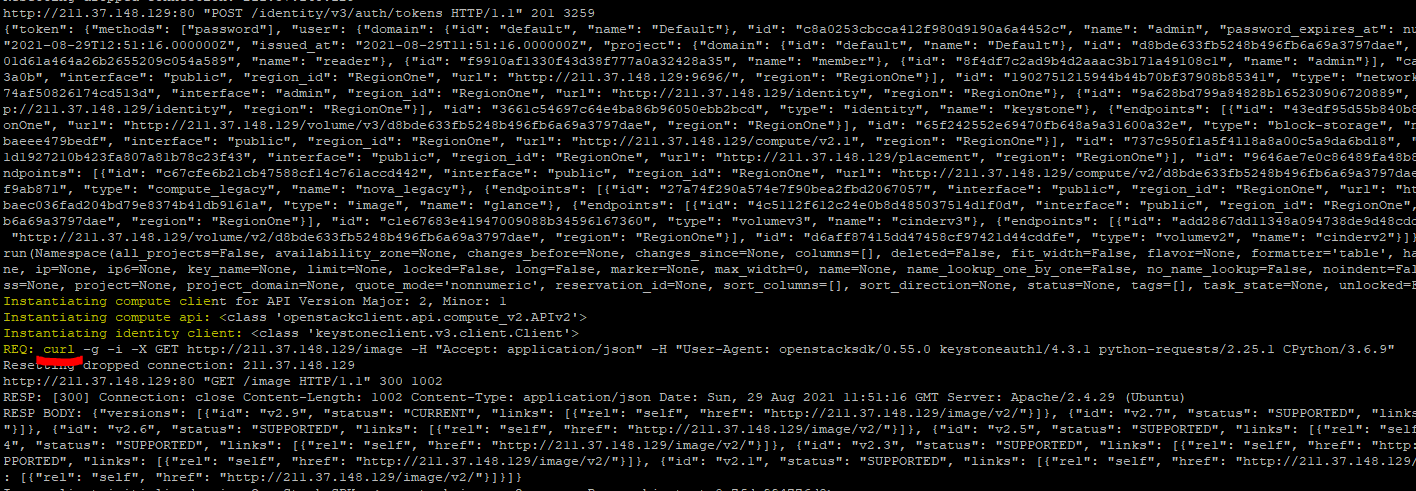 http://211.37.148.129:80 "POST /identity/v3/auth/tokens HTTP/1.1" 201 3259
{"token": {"methods": ["password"], "user": {"domain": {"id": "default", "name": "Default"}, "id": "c8a0253cbcca412f980d9190a6a4452c", "name": "admin", "password_expires_at": nu
"2021-08-29T12:51:16.000000Z", "issued_at": "2021-08-29T11:51:16.000000Z", "project": {"domain": {"id": "default", "name": "Default"}, "id": "d8bde633fb5248b496fb6a69a3797dae",
01d61a464a26b2655209c054a589", "name": "reader"}, {"id": "f9910af1330f43d38f777a0a32428a35", "name": "member"}, {"id": "8f4df7c2ad9b4d2aaac3b171a49108c1", "name": "admin"}], "ca
3a0b", "interface": "public", "region_id": "RegionOne", "url": "http://211.37.148.129:9696/", "region": "RegionOne"}], "id": "1902751215944b44b70bf37908b85341", "type": "network
74af50826174cd513d", "interface": "admin", "region_id": "RegionOne", "url": "http://211.37.148.129/identity", "region": "RegionOne"}, {"id": "9a628bd799a84828b165230906720889",
p://211.37.148.129/identity", "region": "RegionOne"}], "id": "3661c54697c64e4ba86b96050ebb2bcd", "type": "identity", "name": "keystone"}, {"endpoints": [{"id": "43edf95d55b840b8
onOne", "url": "http://211.37.148.129/volume/v3/d8bde633fb5248b496fb6a69a3797dae", "region": "RegionOne"}], "id": "65f242552e69470fb648a9a31600a32e", "type": "block-storage", "n
baeee479bedf", "interface": "public", "region_id": "RegionOne", "url": "http://211.37.148.129/compute/v2.1", "region": "RegionOne"}], "id": "737c950f1a5f4118a8a00c5a9da6bd18", "
1d1927210b423fa807a81b78c23f43", "interface": "public", "region_id": "RegionOne", "url": "http://211.37.148.129/placement", "region": "RegionOne"}], "id": "9646ae7e0c86489fa48b8
endpoints": [{"id": "c67cfe6b21cb47588cf14c761accd442", "interface": "public", "region_id": "RegionOne", "url": "http://211.37.148.129/compute/v2/d8bde633fb5248b496fb6a69a3797dae
f9ab871", "type": "compute_legacy", "name": "nova_legacy"}, {"endpoints": [{"id": "27a74f290a574e7f90bea2fbd2067057", "interface": "public", "region_id": "RegionOne", "url": "ht
baec036fad204bd79e8374b41db9161a", "type": "image", "name": "glance"}, {"endpoints": [{"id": "4c5112f612c24e0b8d485037514d1f0d", "interface": "public", "region_id": "RegionOne",
b6a69a3797dae", "region": "RegionOne"}], "id": "c1e67683e41947009088b34596167360", "type": "volumev3", "name": "cinderv3"}, {"endpoints": [{"id": "add2867dd11348a094738de9d48cdd
"http://211.37.148.129/volume/v2/d8bde633fb5248b496fb6a69a3797dae", "region": "RegionOne"}], "id": "d6aff87415dd47458cf97421d44cddfe", "type": "volumev2", "name": "cinderv2"}]}
run(Namespace(all_projects=False, availability_zone=None, changes_before=None, changes_since=None, columns=[], deleted=False, fit_width=False, flavor=None, formatter='table', ha
ne, ip=None, ip6=None, key_name=None, limit=None, locked=False, long=False, marker=None, max_width=0, name=None, name_lookup_one_by_one=False, no_name_lookup=False, noindent=Fal
ss=None, project=None, project_domain=None, quote_mode='nonnumeric', reservation_id=None, sort_columns=[], sort_direction=None, status=None, tags=[], task_state=None, unlocked=F
Instantiating compute client for API Version Major: 2, Minor: 1
Instantiating compute api: <class 'openstackclient.api.compute_v2.APIv2'>
Instantiating identity client: <class 'keystoneclient.v3.client.Client'>
REQ: curl -g -i -X GET http://211.37.148.129/image -H "Accept: application/json" -H "User-Agent: openstacksdk/0.55.0 keystoneauth1/4.3.1 python-requests/2.25.1 CPython/3.6.9"
Resetting dropped connection: 211.37.148.129
http://211.37.148.129:80 "GET /image HTTP/1.1" 300 1002
RESP: [300] Connection: close Content-Length: 1002 Content-Type: application/json Date: Sun, 29 Aug 2021 11:51:16 GMT Server: Apache/2.4.29 (Ubuntu)
RESP BODY: {"versions": [{"id": "v2.9", "status": "CURRENT", "links": [{"rel": "self", "href": "http://211.37.148.129/image/v2/"}]}, {"id": "v2.7", "status": "SUPPORTED", "links
"}]}, {"id": "v2.6", "status": "SUPPORTED", "links": [{"rel": "self", "href": "http://211.37.148.129/image/v2/"}]}, {"id": "v2.5", "status": "SUPPORTED", "links": [{"rel": "self
4", "status": "SUPPORTED", "links": [{"rel": "self", "href": "http://211.37.148.129/image/v2/"}]}, {"id": "v2.3", "status": "SUPPORTED", "links": [{"rel": "self", "href": "http:
PPORTED", "links": [{"rel": "self", "href": "http://211.37.148.129/image/v2/"}]}, {"id": "v2.1", "status": "SUPPORTED", "links": [{"rel": "self", "href": "http://211.37.148.129/
: [{"rel": "self", "href": "http://211.37.148.129/image/v2/"}]}]}